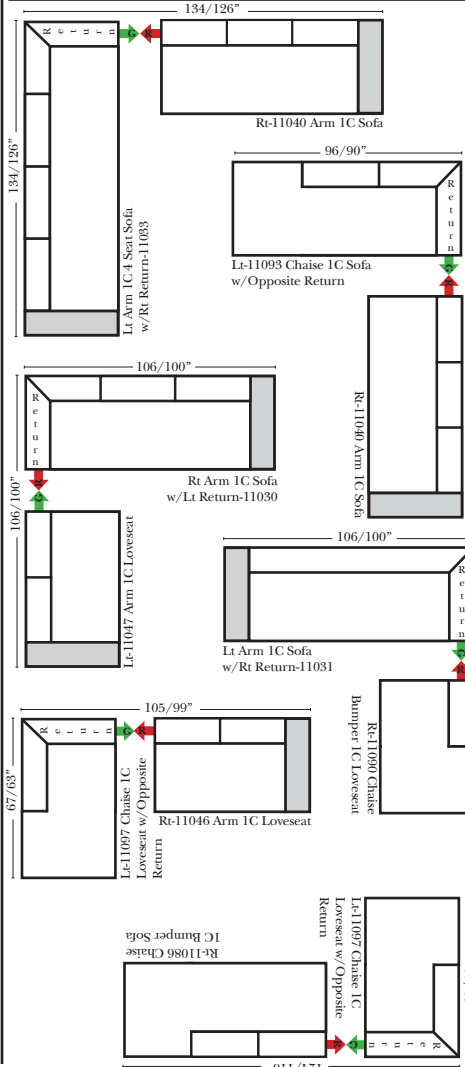 134/126"
Return
G R
Rt-11040 Arm 1C Sofa
134/126"
Lt Arm 1C 4 Seat Sofa
w/Rt Return-11033
96/90"
Return
Lt-11093 Chaise 1C Sofa
w/Opposite Return
G
R
Rt-11040 Arm 1C Sofa
106/100"
Return
Rt Arm 1C Sofa
w/Lt Return-11030
R
G
106/100"
Lt-11047 Arm 1C Loveseat
106/100"
Return
Lt Arm 1C Sofa
w/Rt Return-11031
G
R
Rt-11090 Chaise
Bumper 1C Loveseat
105/99"
Return
G R
67/63"
Lt-11097 Chaise 1C
Loveseat w/Opposite
Return
Rt-11046 Arm 1C Loveseat
Rt-11086 Chaise
1C Bumper Sofa
Lt-11097 Chaise 1C
Loveseat w/Opposite
Return
R G
Return